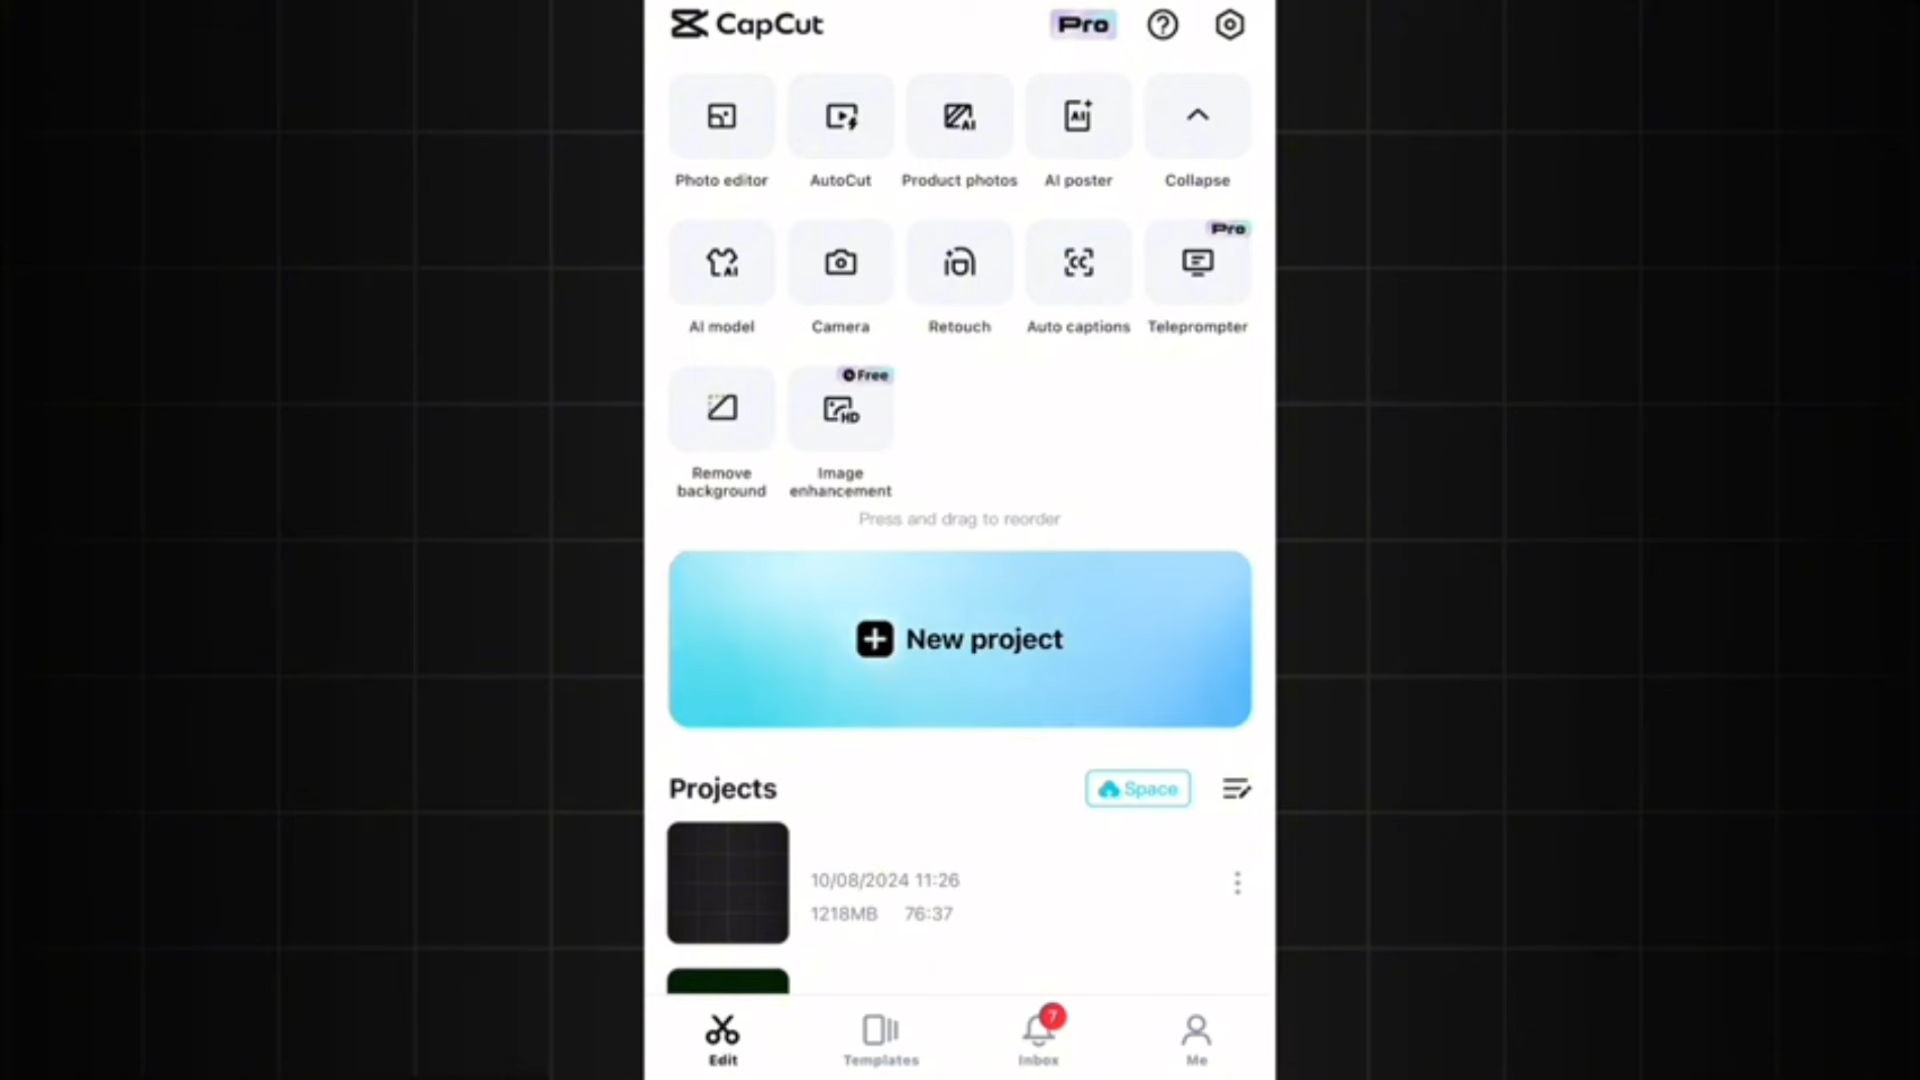 CapCut
Pro
Photo editor
AutoCut
Product photos
AI poster
Collapse
Pro
AI model
Camera
Retouch
Auto captions
Teleprompter
Free
Remove
background
Image
enhancement
Press and drag to reorder
New project
Projects
Space
10/08/2024 11:26
1218MB 76:37
7
Edit
Templates
Inbox
Me